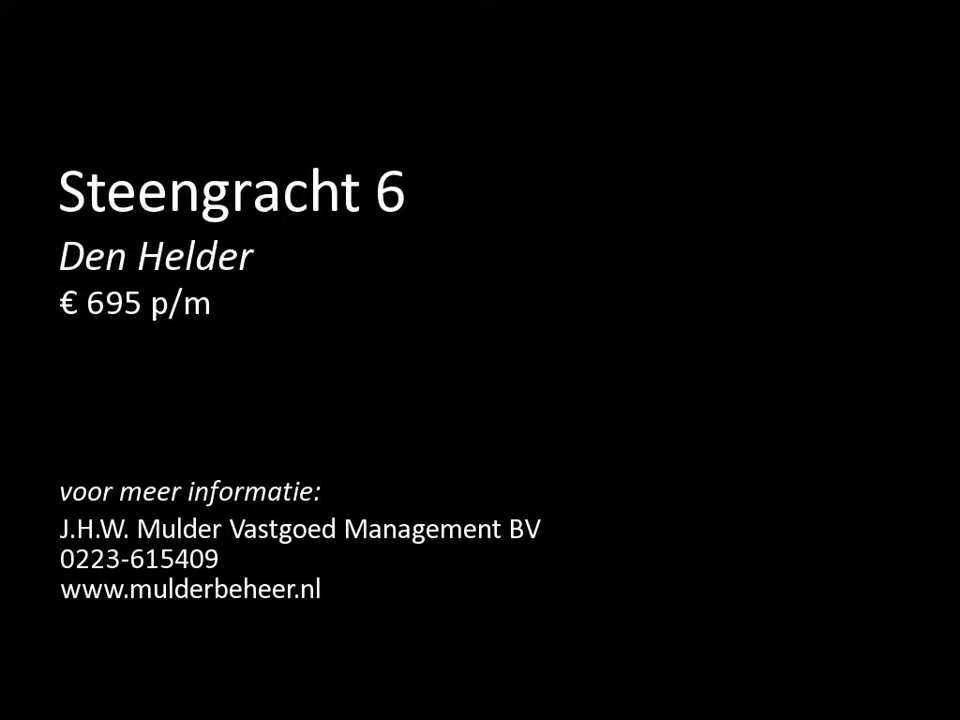 Steengracht 6
Den Helder
€ 695 p/m
voor meer informatie:
J.H.W. Mulder Vastgoed Management BV
0223-615409
www.mulderbeheer.nl